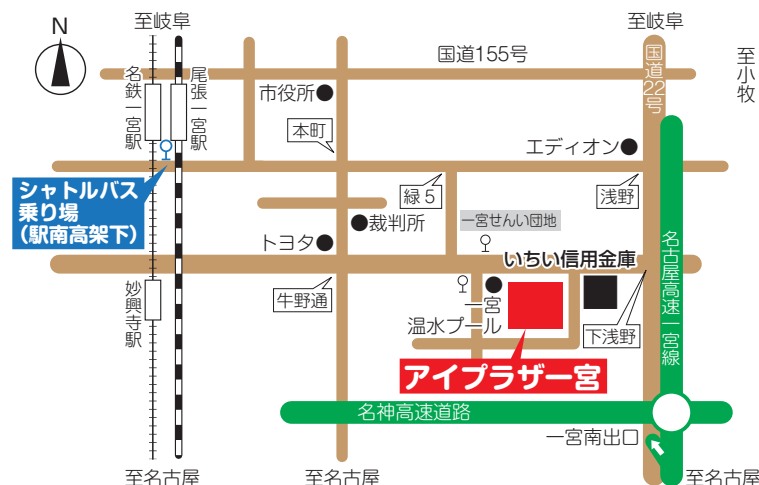 至岐阜
至岐阜
N
国道155号
国道22号
至小牧
名鉄一宮駅
尾張一宮駅
市役所
本町
エディオン
シャトルバス
乗り場
（駅南高架下）
緑5
浅野
一宮せんい団地
裁判所
トヨタ
いちい信用金庫
名古屋高速一宮線
妙興寺駅
牛野通
一宮
温水プール
下浅野
アイプラザ一宮
名神高速道路
一宮南出口
至名古屋
至名古屋
至名古屋